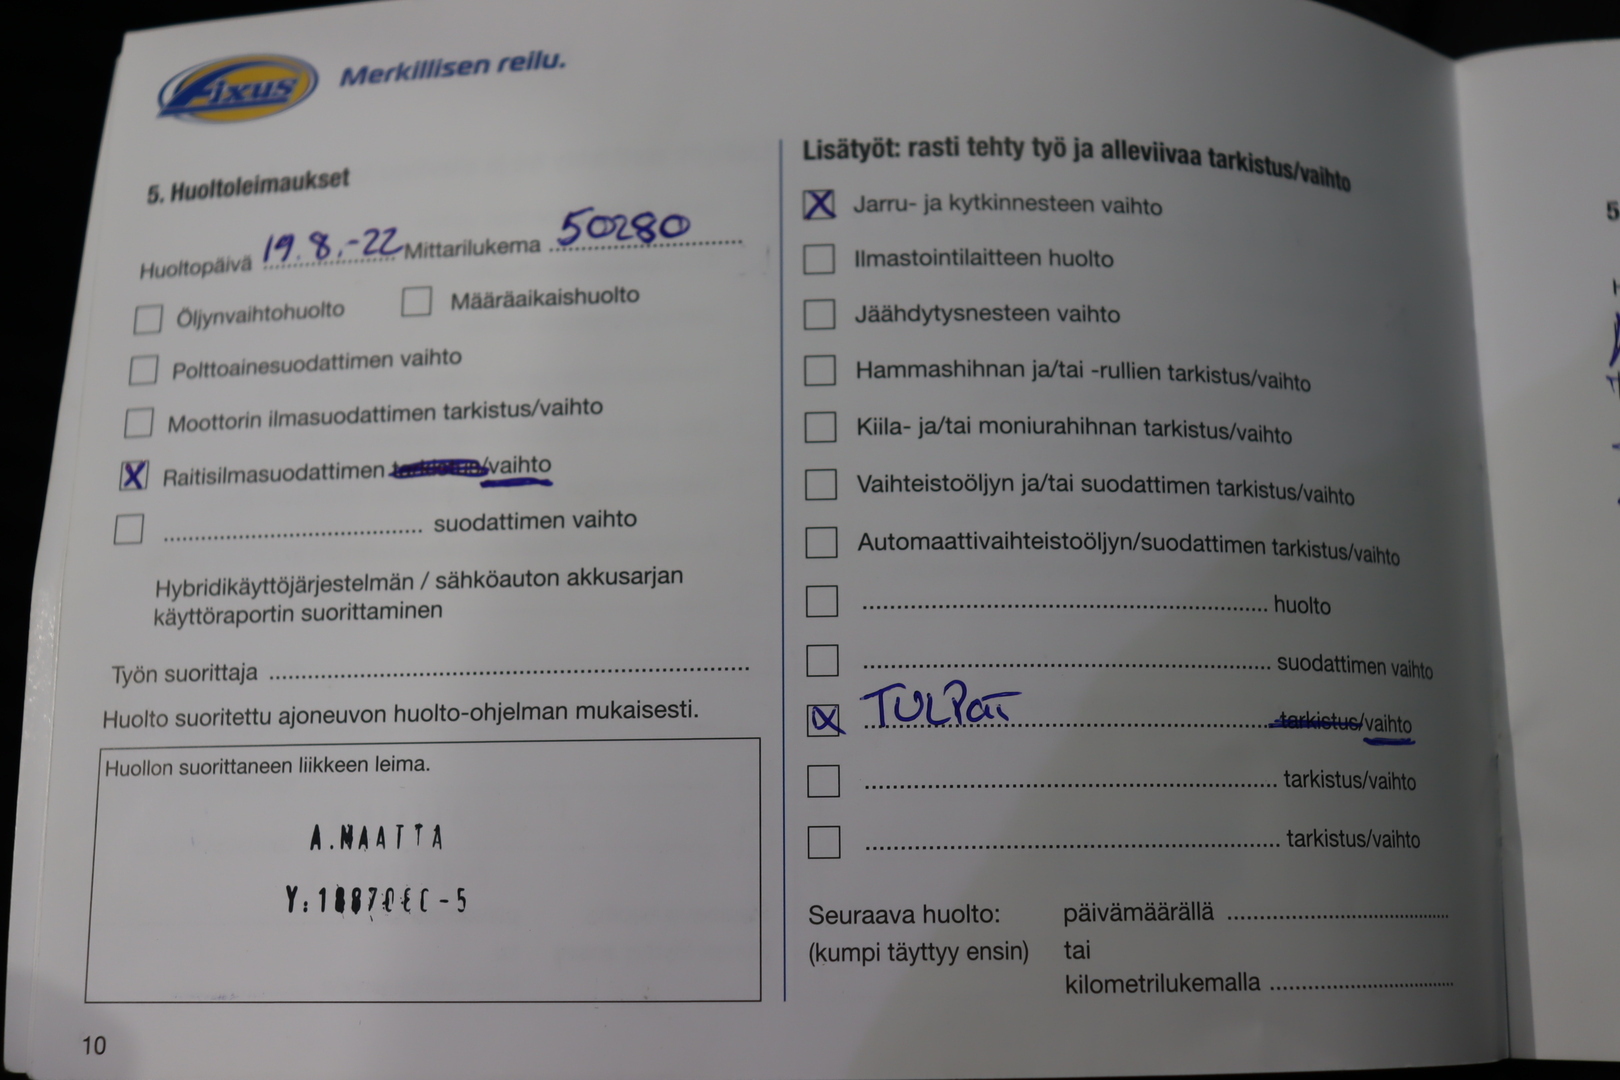 Fixus Merkillisen reilu.
5. Huoltoleimaukset
Huoltopäivä 19.8.-22 Mittarilukema 50280
Öljynvaihtohuolto Määräaikaishuolto
Polttoainesuodattimen vaihto
Moottorin ilmasuodattimen tarkistus/vaihto
X Raitisilmasuodattimen tarkistus/vaihto
suodattimen vaihto
Hybridikäyttöjärjestelmän / sähköauton akkusarjan
käyttöraportin suorittaminen
Työn suorittaja
Huolto suoritettu ajoneuvon huolto-ohjelman mukaisesti.
Huollon suorittaneen liikkeen leima.
A.NAATTA
10
Lisätyöt: rasti tehty työ ja alleviivaa tarkistus/vaihto
X Jarru- ja kytkinnesteen vaihto
Ilmastointilaitteen huolto
Jäähdytysnesteen vaihto
Hammashihnan ja/tai -rullien tarkistus/vaihto
Kiila- ja/tai moniurahihnan tarkistus/vaihto
Vaihteistoöljyn ja/tai suodattimen tarkistus/vaihto
Automaattivaihteistoöljyn/suodattimen tarkistus/vaihto
huolto
suodattimen vaihto
X TULPat tarkistus/vaihto
tarkistus/vaihto
tarkistus/vaihto
Seuraava huolto: päivämäärällä
(kumpi täyttyy ensin) tai
kilometrilukemalla
5